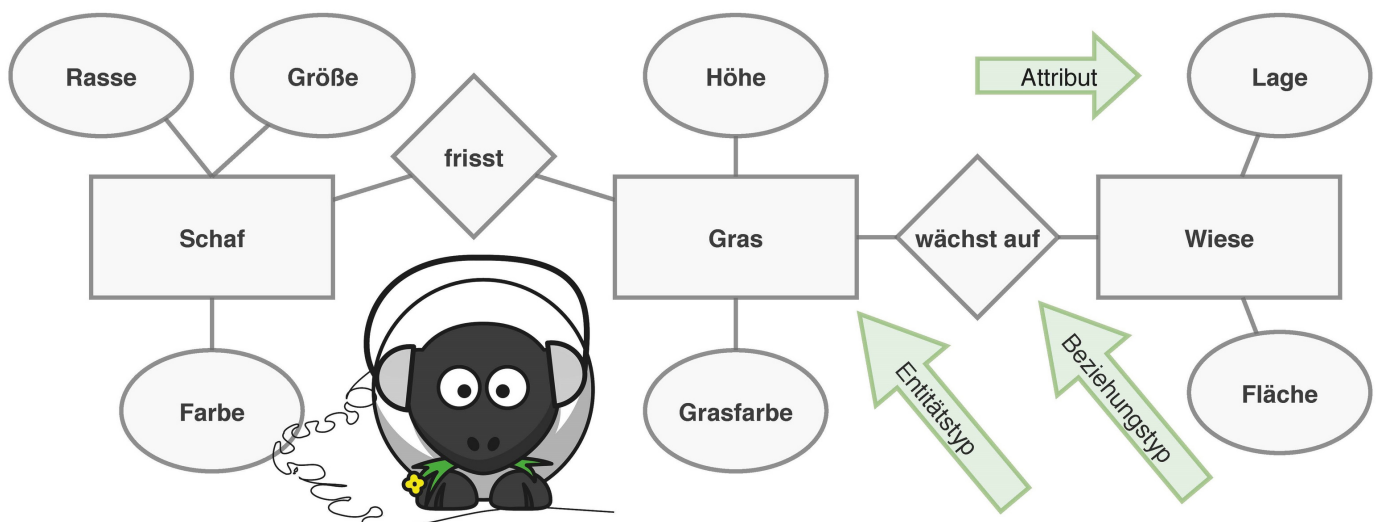 Rasse
Größe
Höhe
Attribut
Lage
frisst
Schaf
Gras
wächst auf
Wiese
Farbe
Grasfarbe
Entitätstyp
Beziehungstyp
Fläche